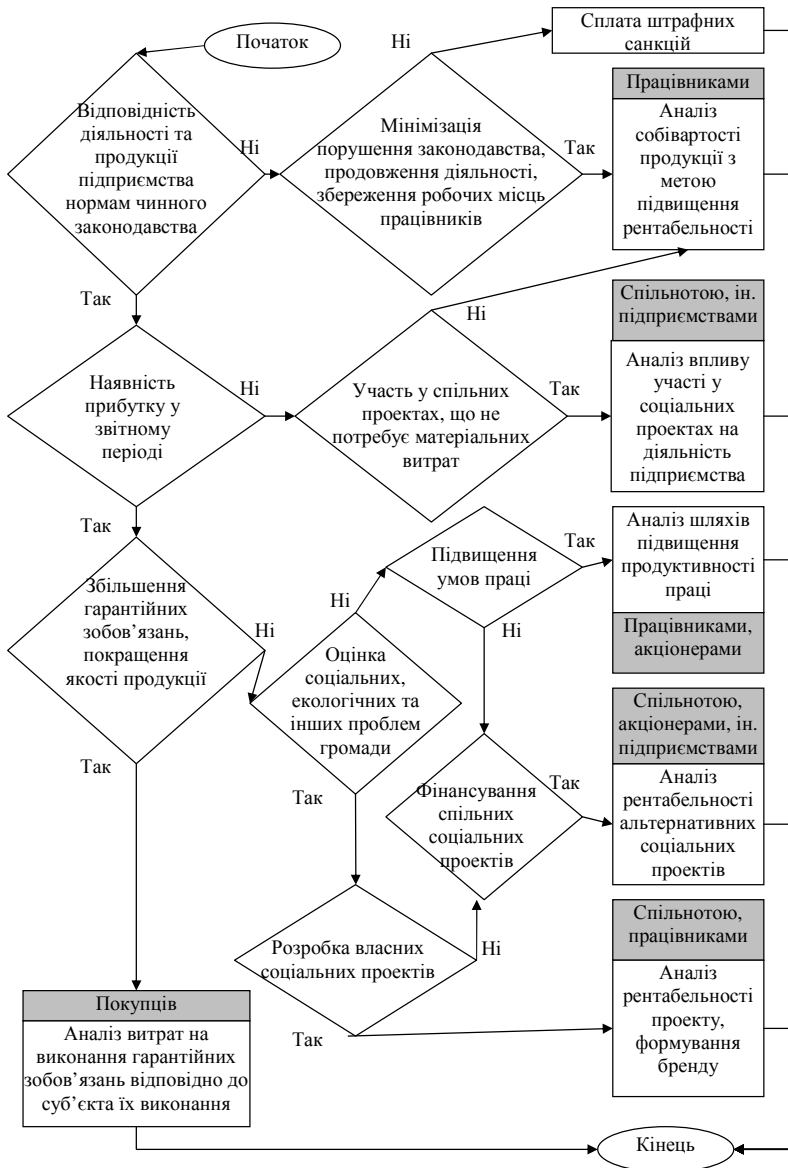 Початок
Ні
Сплата штрафних
санкцій
Відповідність
діяльності та
продукції
підприємства
нормам чинного
законодавства
Ні
Мінімізація
порушення законодавства,
продовження діяльності,
збереження робочих місць
працівників
Так
Працівниками
Аналіз
собівартості
продукції з
метою
підвищення
рентабельності
Так
Ні
Наявність
прибутку у
звітному
періоді
Ні
Участь у спільних
проектах, що не
потребує матеріальних
витрат
Так
Спільнотою, ін.
підприємствами
Аналіз впливу
участі у
соціальних
проектах на
діяльність
підприємства
Так
Збільшення
гарантійних
зобов’язань,
покращення
якості продукції
Ні
Ні
Підвищення
умов праці
Так
Аналіз шляхів
підвищення
продуктивності
праці
Працівниками,
акціонерами
Ні
Оцінка
соціальних,
екологічних та
інших проблем
громади
Так
Так
Фінансування
спільних
соціальних
проектів
Так
Спільнотою,
акціонерами, ін.
підприємствами
Аналіз
рентабельності
альтернативних
соціальних
проектів
Розробка власних
соціальних проектів
Ні
Так
Спільнотою,
працівниками
Аналіз
рентабельності
проекту,
формування
бренду
Покупців
Аналіз витрат на
виконання гарантійних
зобов’язань відповідно до
суб’єкта їх виконання
Кінець